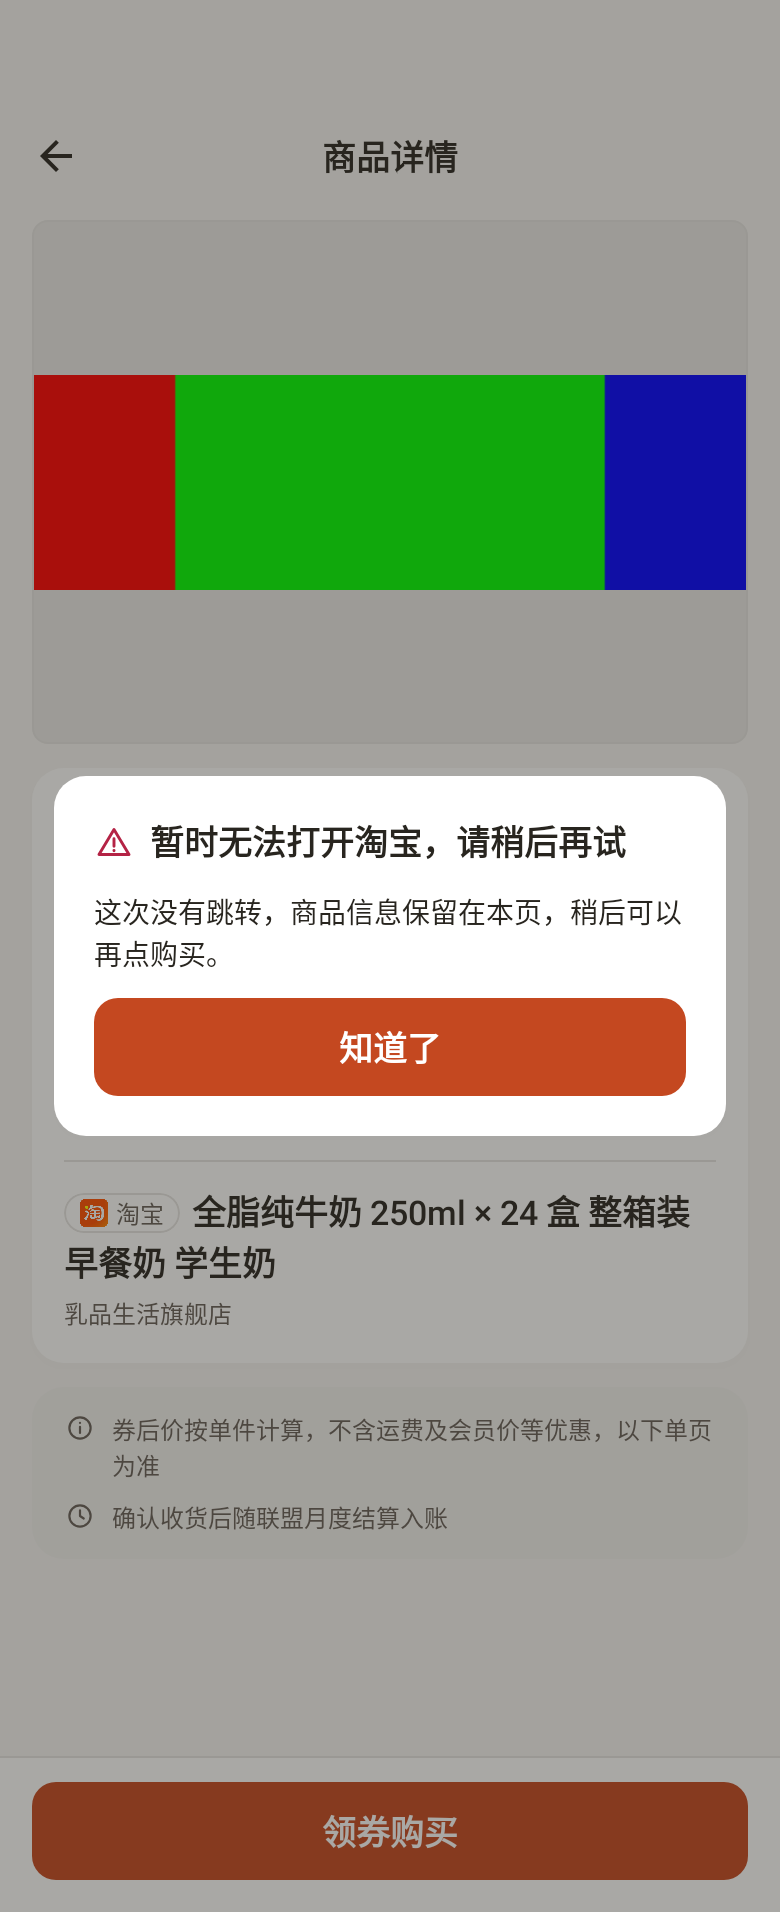 商品详情
暂时无法打开淘宝，请稍后再试
这次没有跳转，商品信息保留在本页，稍后可以
再点购买。
知道了
淘 淘宝 全脂纯牛奶 250ml × 24 盒 整箱装
早餐奶 学生奶
乳品生活旗舰店
券后价按单件计算，不含运费及会员价等优惠，以下单页
为准
确认收货后随联盟月度结算入账
领券购买